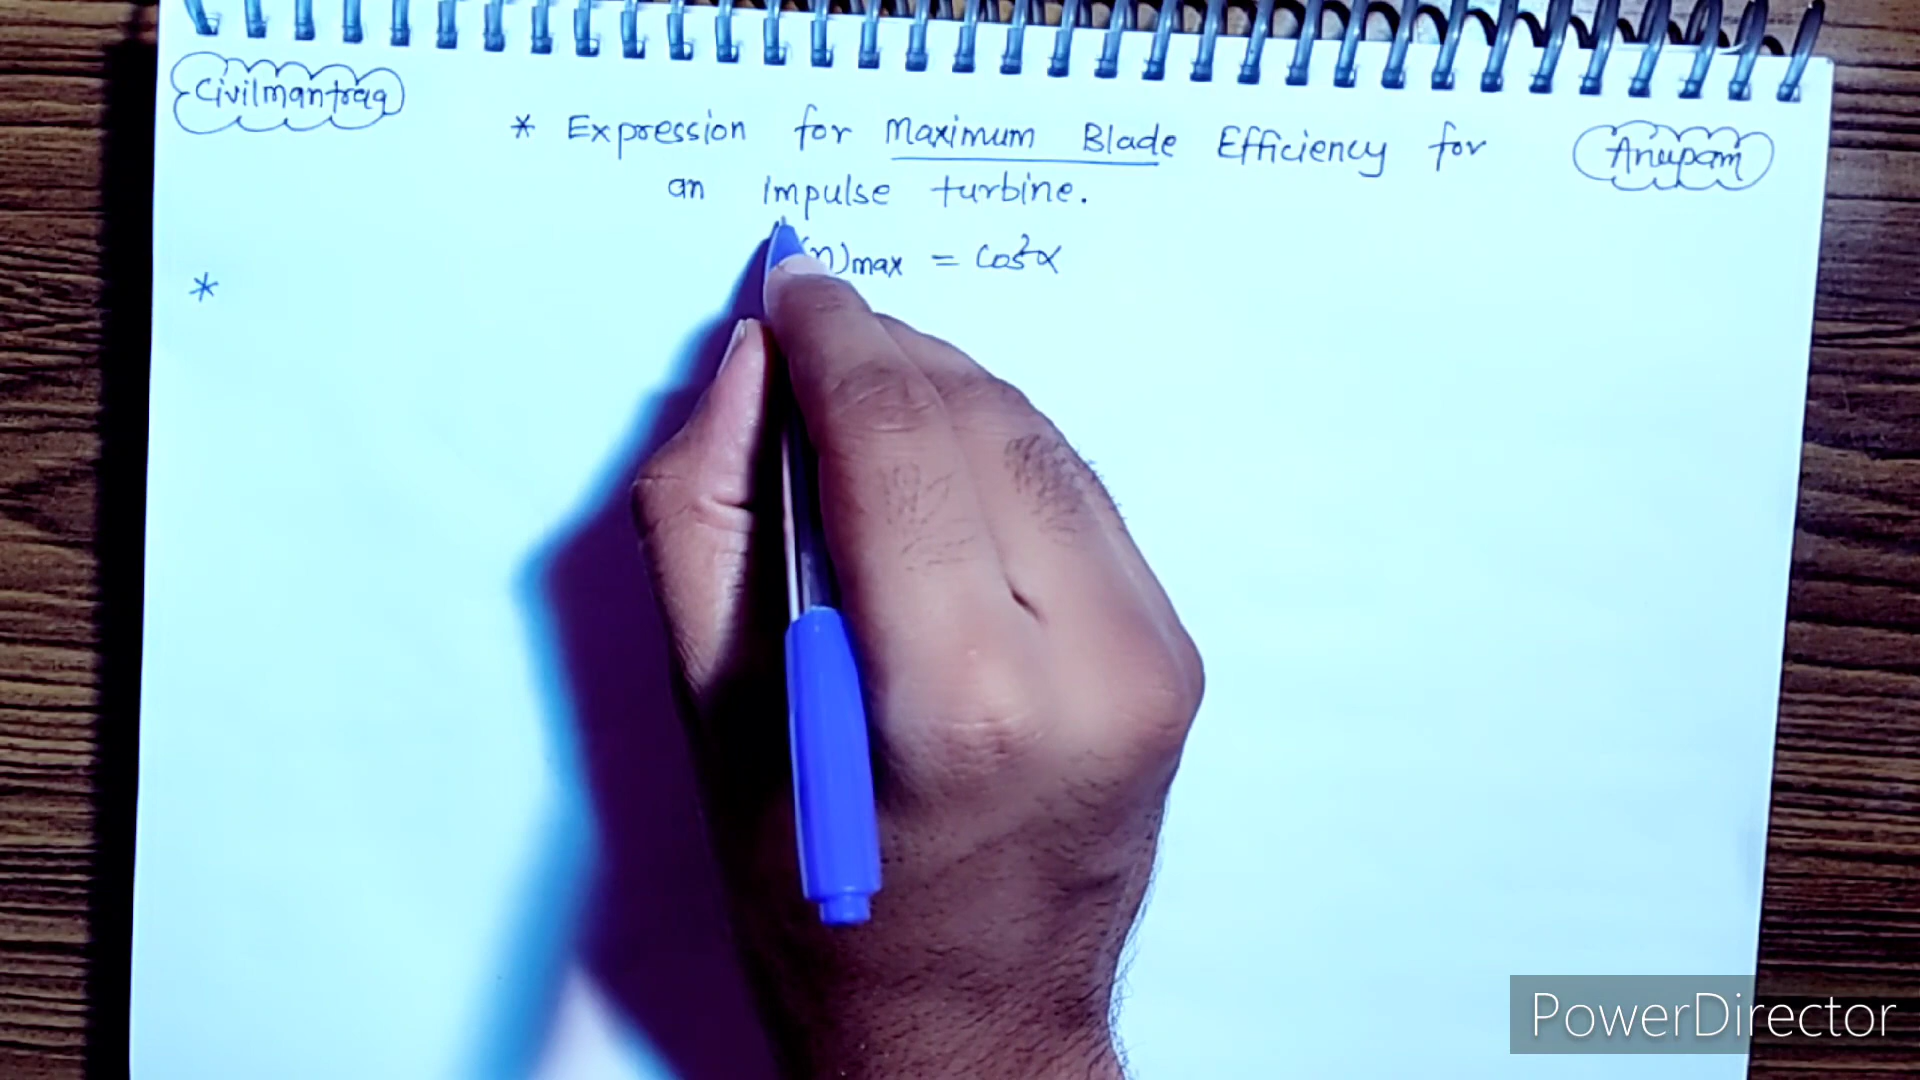 Civilmantraa
* Expression for Maximum Blade Efficiency for
Anupam
an impulse turbine.
(η)max = cos²α
*
PowerDirector